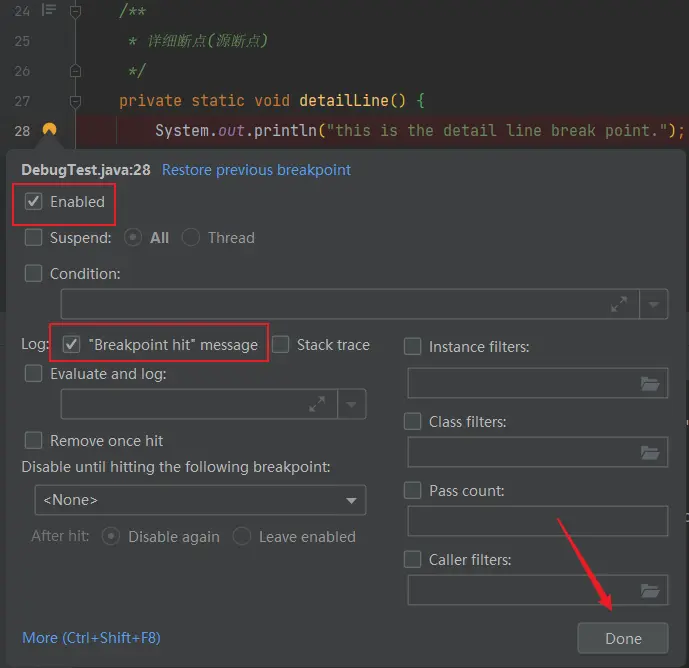 24 /**
25 * 详细断点(源断点)
26 */
27 private static void detailLine() {
28 System.out.println("this is the detail line break point.");
DebugTest.java:28 Restore previous breakpoint
Enabled
Suspend: All Thread
Condition:
Log: "Breakpoint hit" message Stack trace
Instance filters:
Evaluate and log:
Class filters:
Remove once hit
Disable until hitting the following breakpoint:
Pass count:
<None>
After hit: Disable again Leave enabled
Caller filters:
More (Ctrl+Shift+F8)
Done